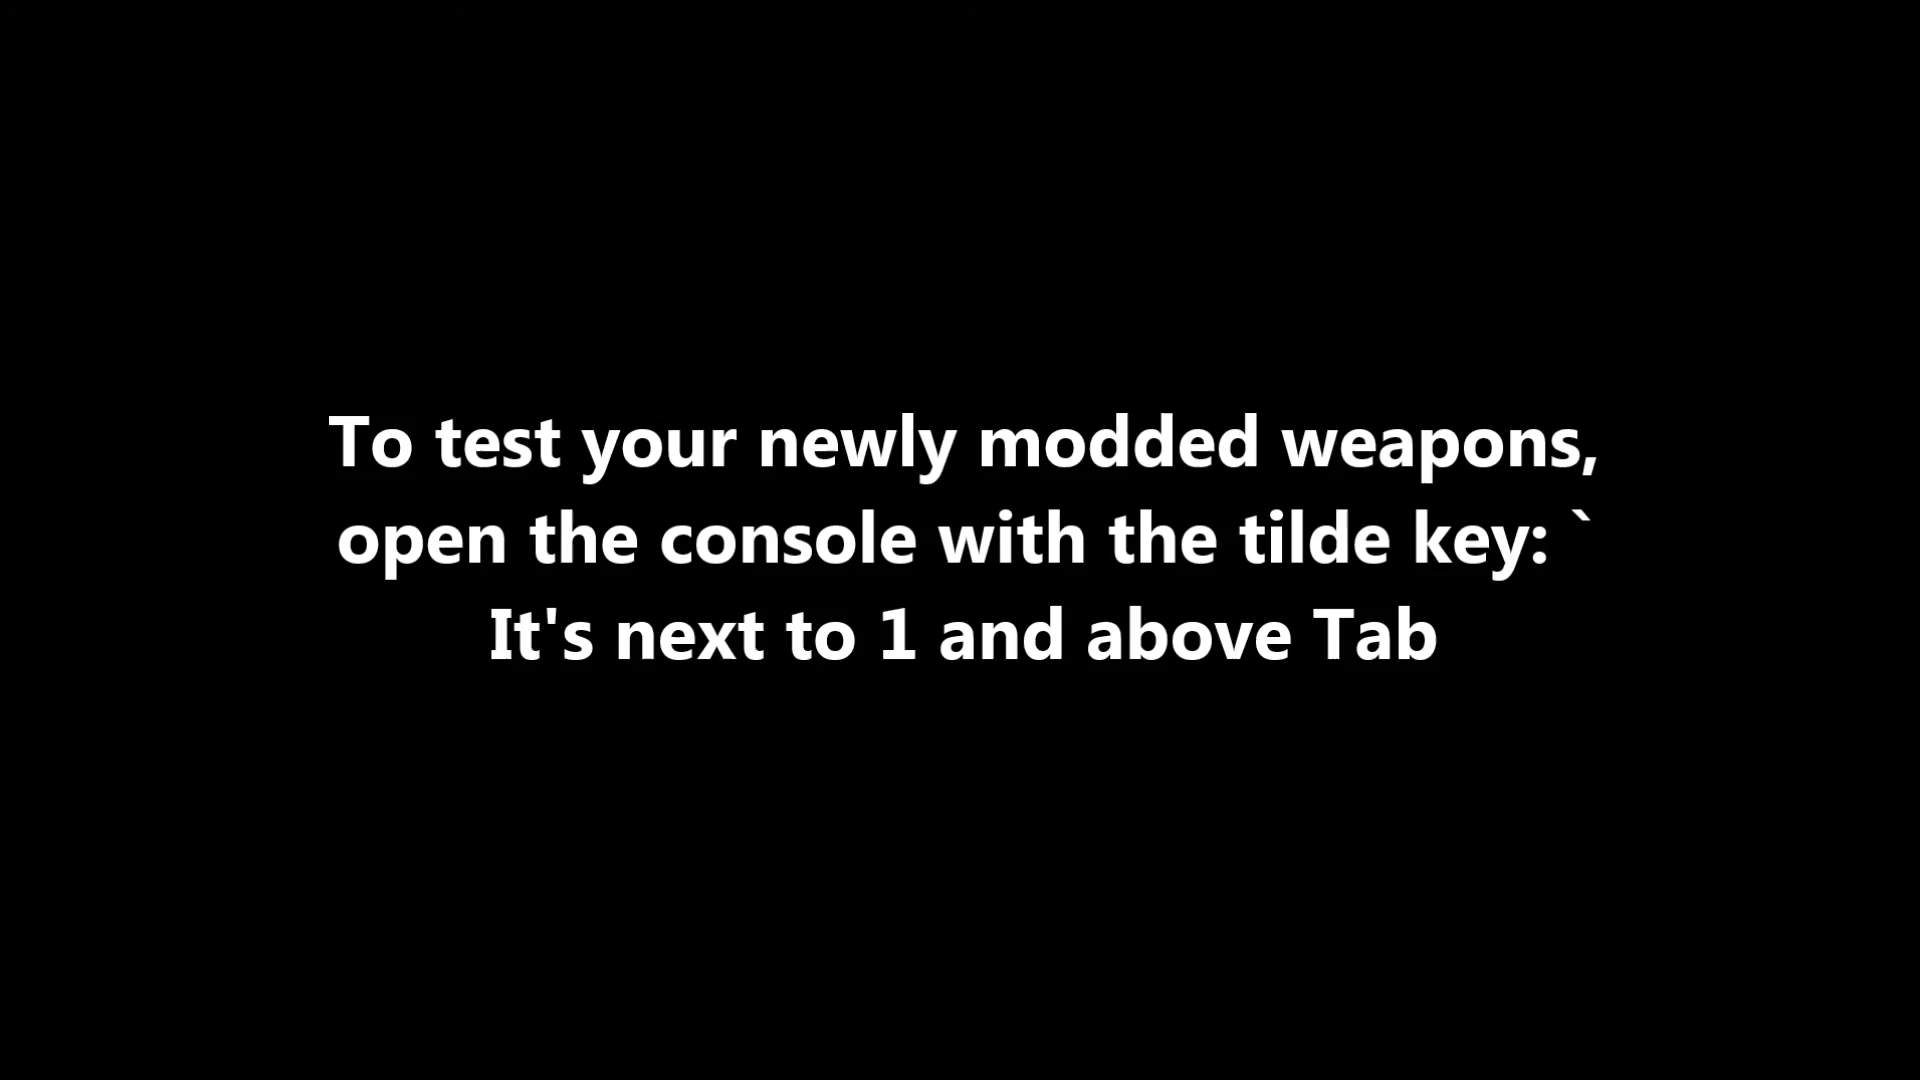 To test your newly modded weapons,
open the console with the tilde key: `
It's next to 1 and above Tab